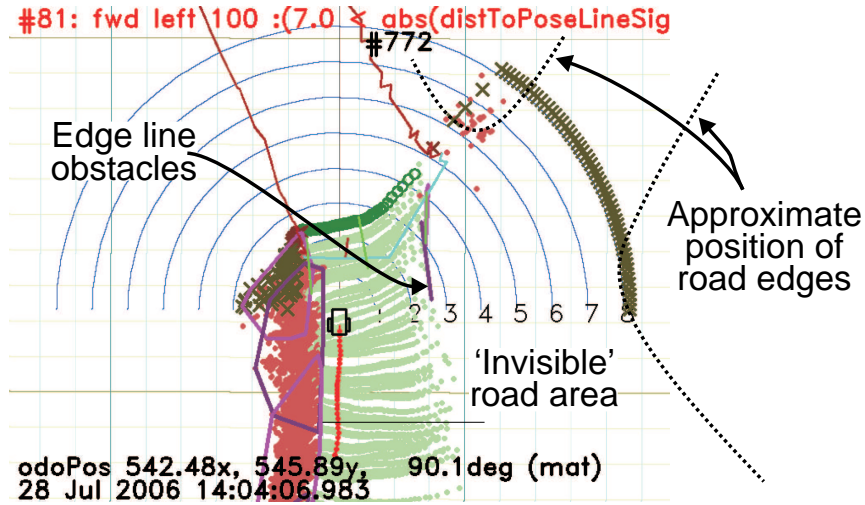 #81: fwd left 100 :(7.0 abs(distToPoseLineSig
#772
Edge line
obstacles
Approximate
position of
road edges
1 2 3 4 5 6 7 8
'Invisible'
road area
odoPos 542.48x, 545.89y, 90.1deg (mat)
28 Jul 2006 14:04:06.983